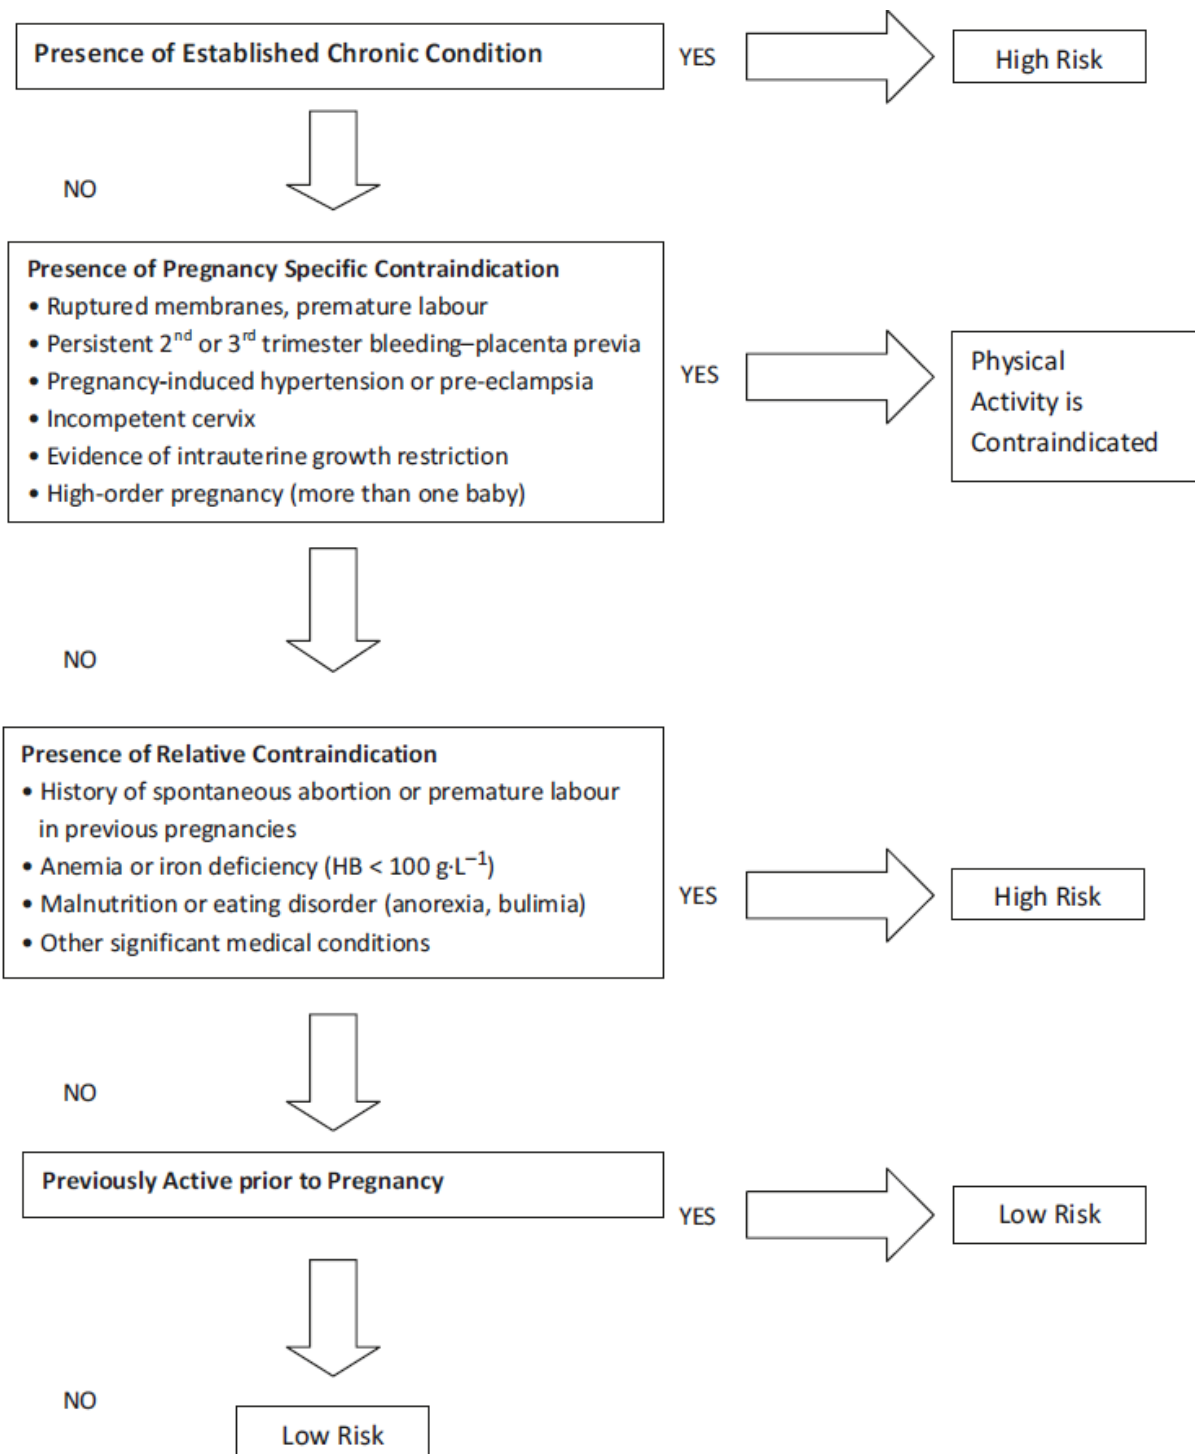 Presence of Established Chronic Condition
YES
High Risk
NO
Presence of Pregnancy Specific Contraindication
• Ruptured membranes, premature labour
• Persistent 2nd or 3rd trimester bleeding–placenta previa
• Pregnancy-induced hypertension or pre-eclampsia
• Incompetent cervix
• Evidence of intrauterine growth restriction
• High-order pregnancy (more than one baby)
YES
Physical
Activity is
Contraindicated
NO
Presence of Relative Contraindication
• History of spontaneous abortion or premature labour
in previous pregnancies
• Anemia or iron deficiency (HB < 100 g·L⁻¹)
• Malnutrition or eating disorder (anorexia, bulimia)
• Other significant medical conditions
YES
High Risk
NO
Previously Active prior to Pregnancy
YES
Low Risk
NO
Low Risk